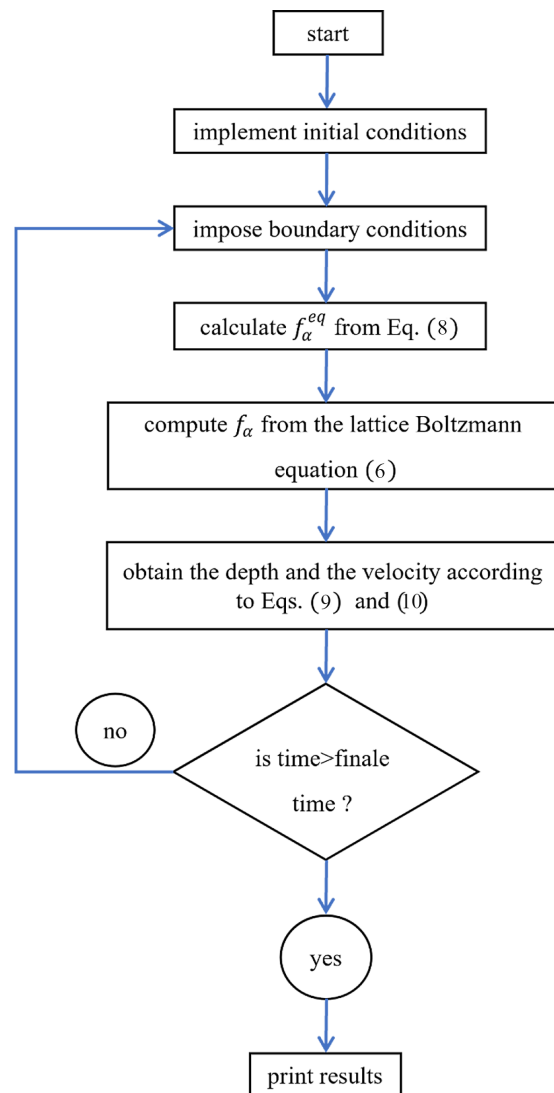 start
implement initial conditions
impose boundary conditions
calculate $f_{\alpha}^{eq}$ from Eq. (8)
compute $f_{\alpha}$ from the lattice Boltzmann
equation (6)
obtain the depth and the velocity according
to Eqs. (9) and (10)
no
is time>finale
time ?
yes
print results